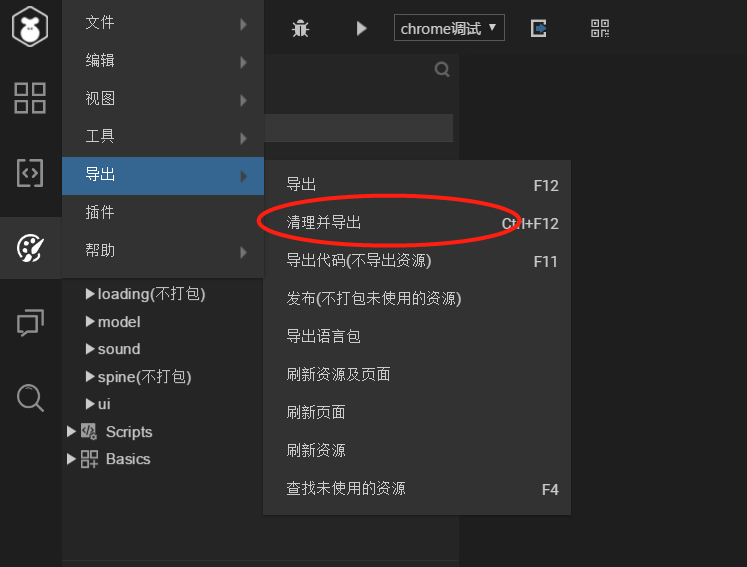 文件
编辑
视图
工具
导出
插件
帮助
chrome调试
导出 F12
清理并导出 Ctrl+F12
导出代码(不导出资源) F11
发布(不打包未使用的资源)
导出语言包
刷新资源及页面
刷新页面
刷新资源
查找未使用的资源 F4
loading(不打包)
model
sound
spine(不打包)
ui
Scripts
Basics